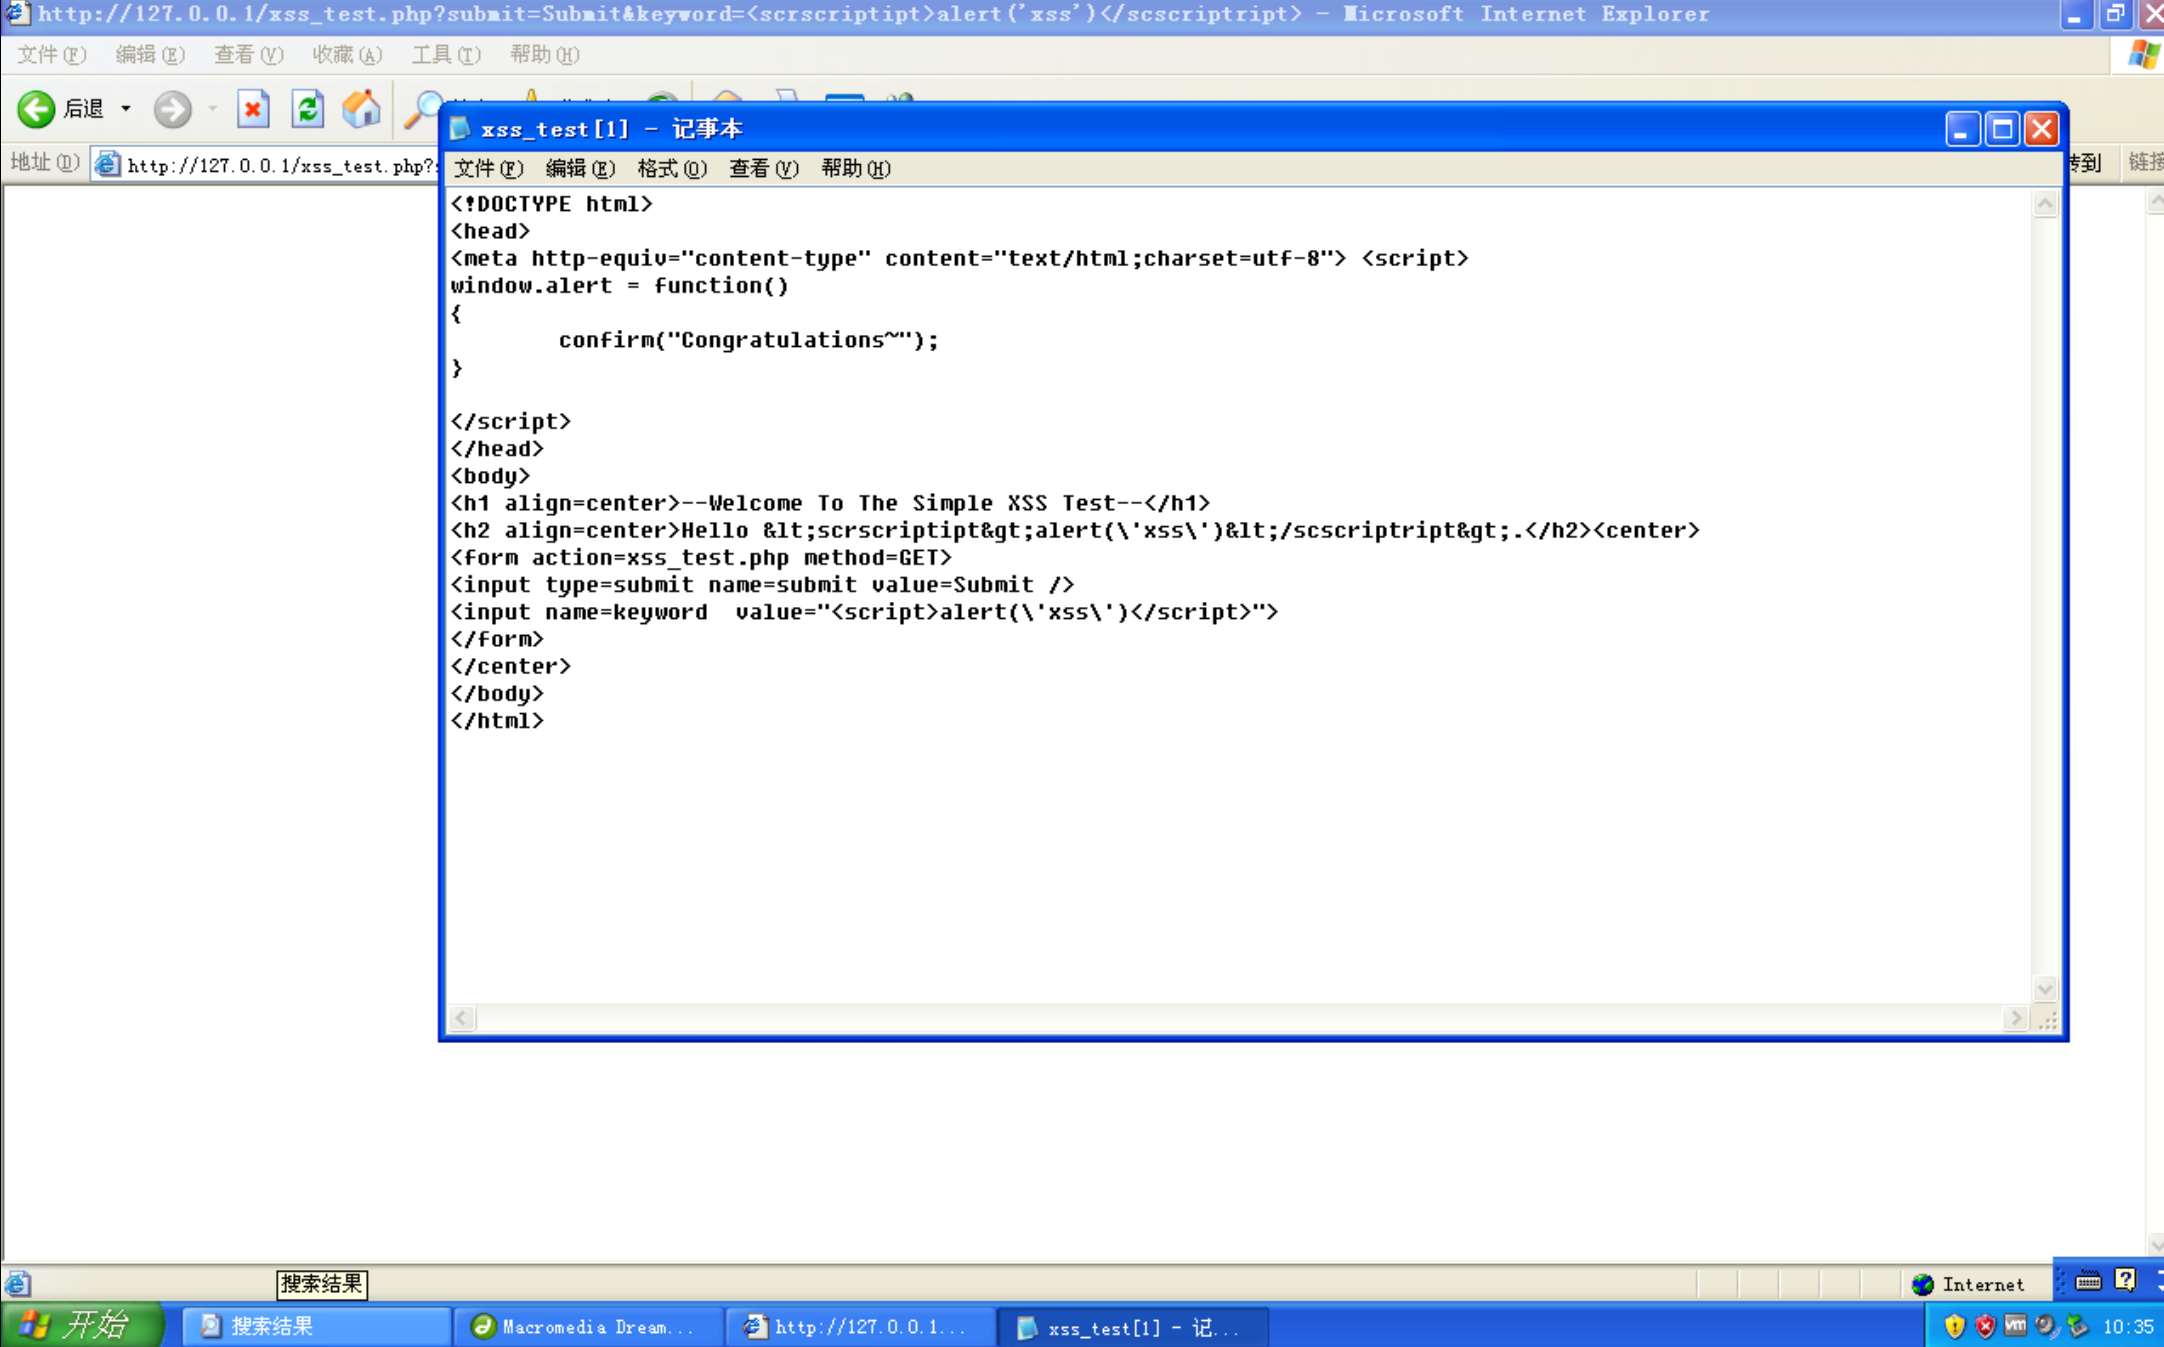 http://127.0.0.1/xss_test.php?submit=Submit&keyword=<scrscriptipt>alert('xss')</scscriptript> - Microsoft Internet Explorer
文件(F) 编辑(E) 查看(V) 收藏(A) 工具(T) 帮助(H)
后退
地址(D) http://127.0.0.1/xss_test.php? 转到 链接
xss_test[1] - 记事本
文件(F) 编辑(E) 格式(O) 查看(V) 帮助(H)
<!DOCTYPE html>
<head>
<meta http-equiv="content-type" content="text/html;charset=utf-8"> <script>
window.alert = function()
{
confirm("Congratulations~");
}
</script>
</head>
<body>
<h1 align=center>--Welcome To The Simple XSS Test--</h1>
<h2 align=center>Hello &lt;scrscriptipt&gt;alert(\'xss\')&lt;/scscriptript&gt;.</h2><center>
<form action=xss_test.php method=GET>
<input type=submit name=submit value=Submit />
<input name=keyword  value="<script>alert(\'xss\')</script>">
</form>
</center>
</body>
</html>
搜索结果
Internet
开始 搜索结果 Macromedia Dream... http://127.0.0.1... xss_test[1] - 记... 10:35